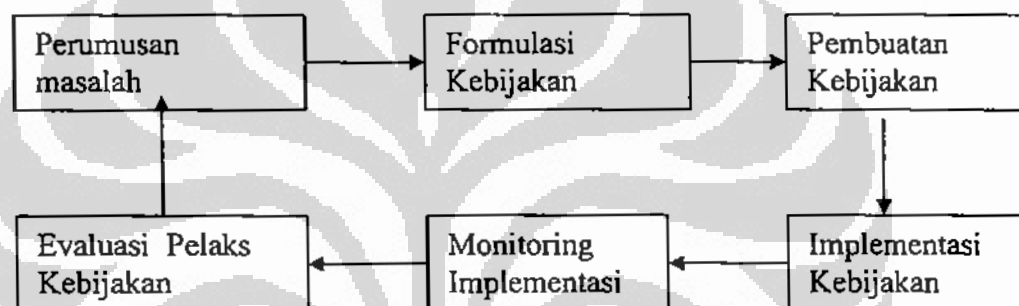 Perumusan
masalah
Formulasi
Kebijakan
Pembuatan
Kebijakan
Evaluasi Pelaks
Kebijakan
Monitoring
Implementasi
Implementasi
Kebijakan